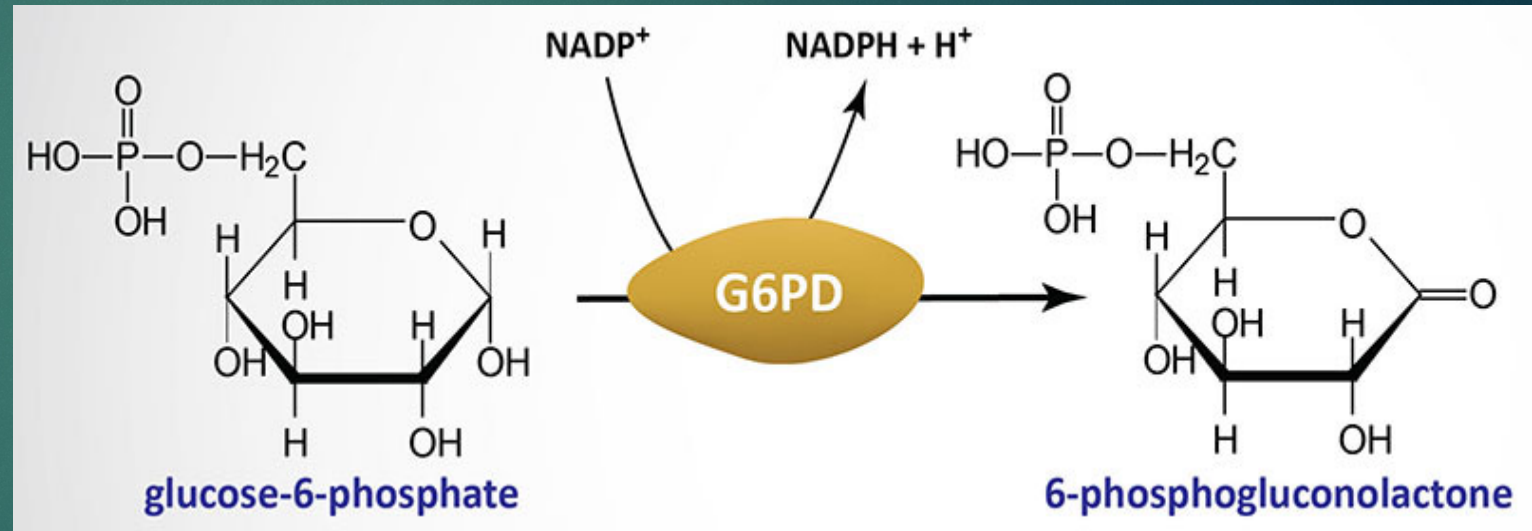 NADP⁺
NADPH + H⁺
O
HO—P—O—H₂C
OH
H
O
H
H
OH
H
OH
OH
H
OH
glucose-6-phosphate
G6PD
O
HO—P—O—H₂C
OH
H
O
H
OH
H
O
OH
H
OH
6-phosphogluconolactone